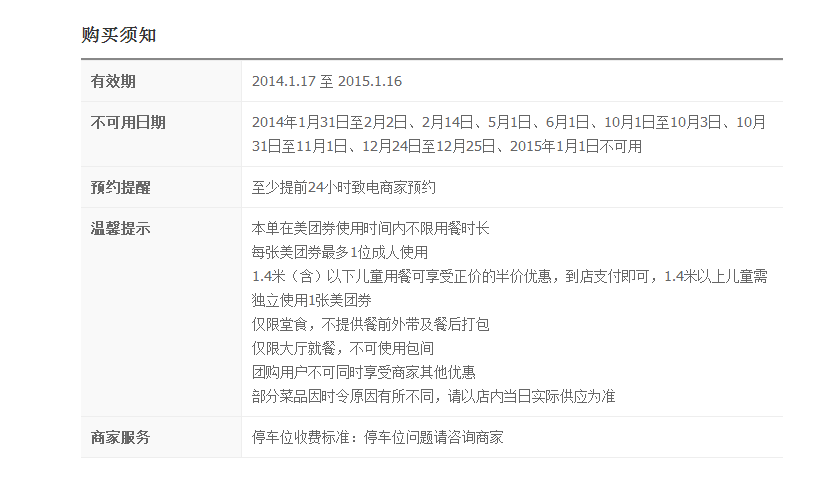 购买须知
有效期
2014.1.17 至 2015.1.16
不可用日期
2014年1月31日至2月2日、2月14日、5月1日、6月1日、10月1日至10月3日、10月
31日至11月1日、12月24日至12月25日、2015年1月1日不可用
预约提醒
至少提前24小时致电商家预约
温馨提示
本单在美团券使用时间内不限用餐时长
每张美团券最多1位成人使用
1.4米（含）以下儿童用餐可享受正价的半价优惠，到店支付即可，1.4米以上儿童需
独立使用1张美团券
仅限堂食，不提供餐前外带及餐后打包
仅限大厅就餐，不可使用包间
团购用户不可同时享受商家其他优惠
部分菜品因时令原因有所不同，请以店内当日实际供应为准
商家服务
停车位收费标准：停车位问题请咨询商家